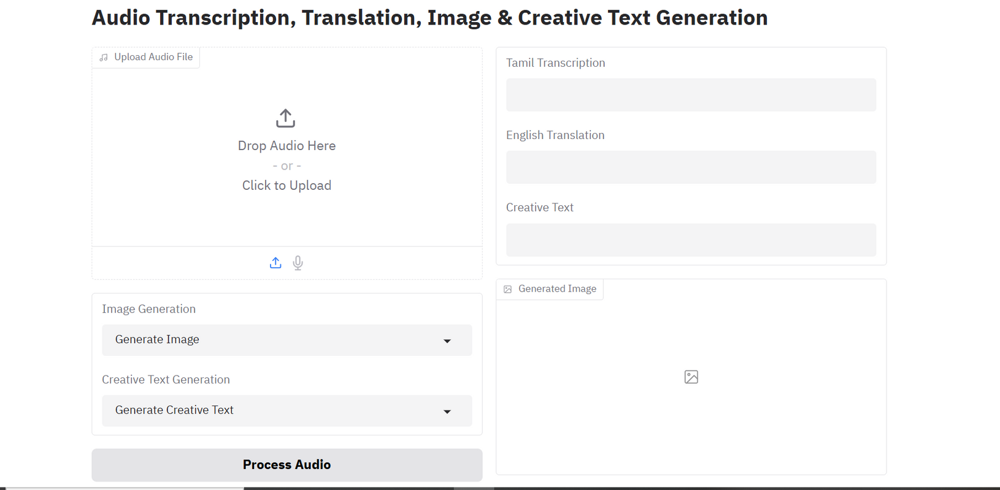 Audio Transcription, Translation, Image & Creative Text Generation
Upload Audio File
Drop Audio Here
- or -
Click to Upload
Image Generation
Generate Image
Creative Text Generation
Generate Creative Text
Process Audio
Tamil Transcription
English Translation
Creative Text
Generated Image